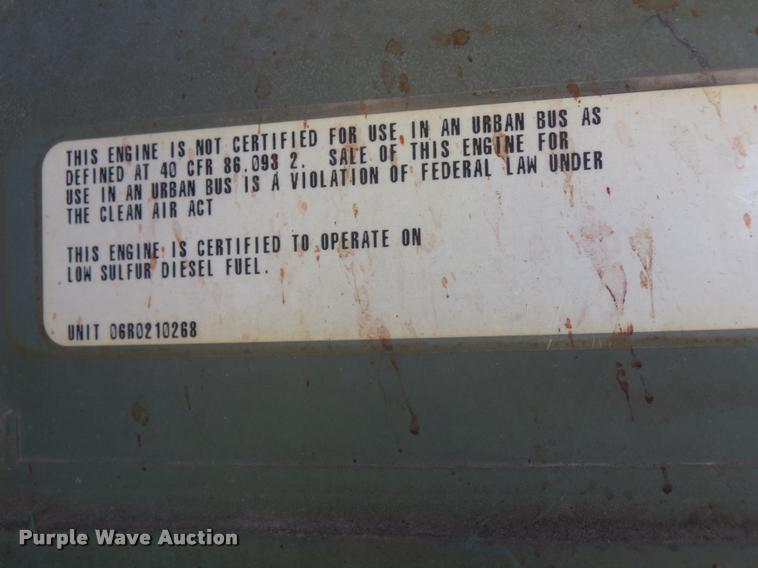 THIS ENGINE IS NOT CERTIFIED FOR USE IN AN URBAN BUS AS
DEFINED AT 40 CFR 86.093 2. SALE OF THIS ENGINE FOR
USE IN AN URBAN BUS IS A VIOLATION OF FEDERAL LAW UNDER
THE CLEAN AIR ACT
THIS ENGINE IS CERTIFIED TO OPERATE ON
LOW SULFUR DIESEL FUEL.
UNIT 06R0210268
Purple Wave Auction